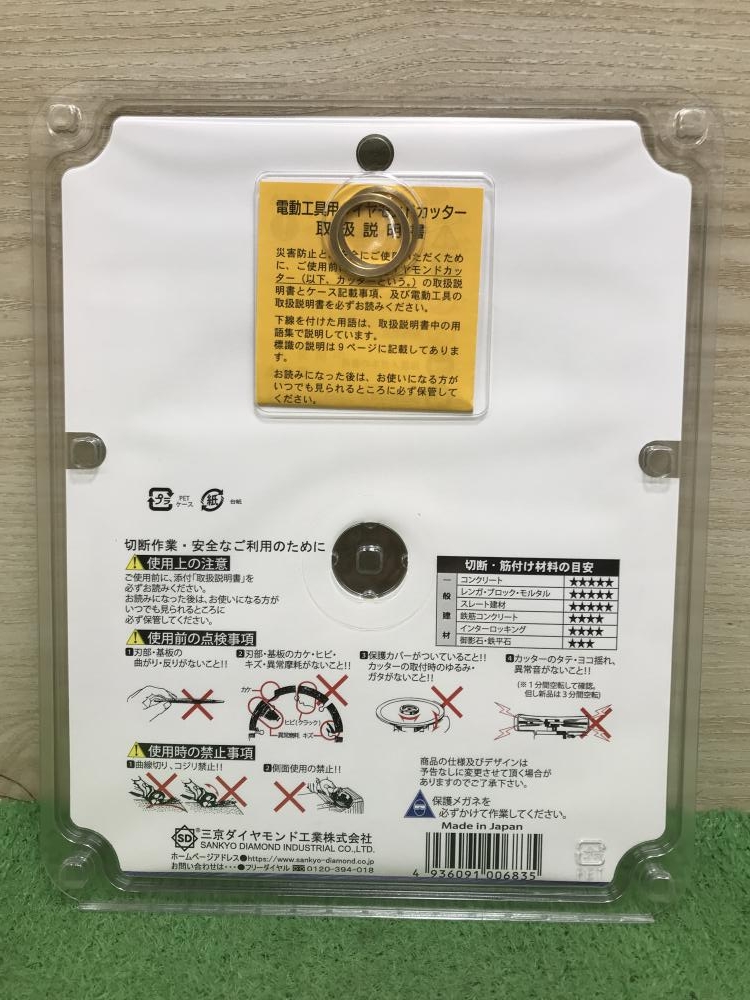 電動工具用ダイヤモンドカッター
取扱説明書
災害防止と、安全にご使用いただくため
に、ご使用前に
ダイヤモンドカッ
ター(以下、カッターという。)の取扱説
明書とケース記載事項、及び電動工具の
取扱説明書を必ずお読みください。
下線を付けた用語は、取扱説明書中の用
語集で説明しています。
標識の説明は9ページに記載してありま
す。
お読みになった後は、お使いになる方が
いつでも見られるところに必ず保管して
ください。
プラ PET
ケース
紙 台紙
切断作業・安全なご利用のために
使用上の注意
ご使用前に、添付「取扱説明書」を
必ずお読みください。
お読みになった後は、お使いになる方が
いつでも見られるところに
必ず保管してください。
切断・筋付け材料の目安
一般建材
コンクリート ★★★★★
レンガ・ブロック・モルタル ★★★★★
スレート建材 ★★★★★
鉄筋コンクリート ★★★★
インターロッキング ★★★★
御影石・鉄平石 ★★★
使用前の点検事項
1 刃部・基板の
曲がり・反りがないこと!!
2 刃部・基板のカケ・ヒビ・
キズ・異常摩耗がないこと!!
カケ
ヒビ(クラック)
異常磨耗 キズ
3 保護カバーがついていること!!
カッターの取付時のゆるみ・
ガタがないこと!!
4 カッターのタテ・ヨコ揺れ、
異常音がないこと!!
(※1分間空転して確認。
但し新品は3分間空転)
使用時の禁止事項
1 曲線切り、コジリ禁止!!
2 側面使用の禁止!!
商品の仕様及びデザインは
予告なしに変更させて頂く場合が
ありますのでご了承下さい。
保護メガネを
必ずかけて作業してください。
Made in Japan
SD 三京ダイヤモンド工業株式会社
SANKYO DIAMOND INDUSTRIAL CO.,LTD.
ホームページアドレス●https://www.sankyo-diamond.co.jp
お問い合わせは･･･●フリーダイヤル 0120-394-018
4 936091 006835
PET